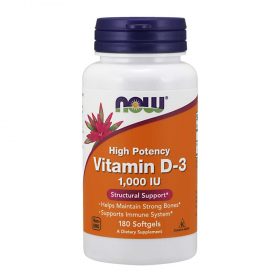 NOW
High Potency
Vitamin D-3
1,000 IU
Structural Support*
•Helps Maintain Strong Bones*
•Supports Immune System*
180 Softgels
A Dietary Supplement